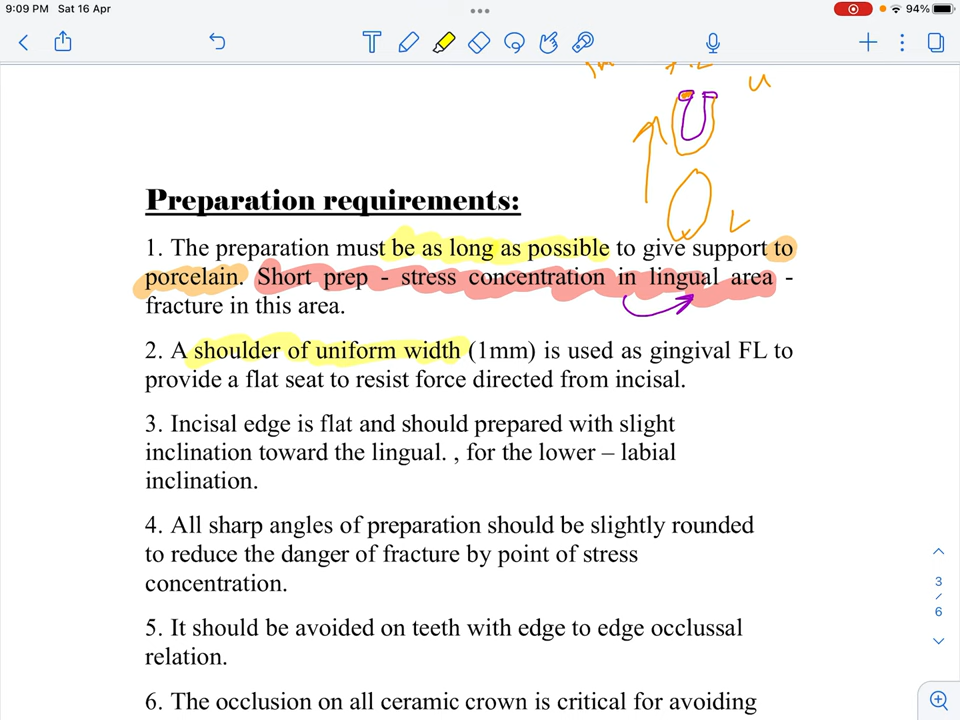 9:09 PM Sat 16 Apr
94%
U
L
Preparation requirements:
1. The preparation must be as long as possible to give support to
porcelain. Short prep - stress concentration in lingual area -
fracture in this area.
2. A shoulder of uniform width (1mm) is used as gingival FL to
provide a flat seat to resist force directed from incisal.
3. Incisal edge is flat and should prepared with slight
inclination toward the lingual. , for the lower – labial
inclination.
4. All sharp angles of preparation should be slightly rounded
to reduce the danger of fracture by point of stress
concentration.
5. It should be avoided on teeth with edge to edge occlussal
relation.
6. The occlusion on all ceramic crown is critical for avoiding
3
/
6